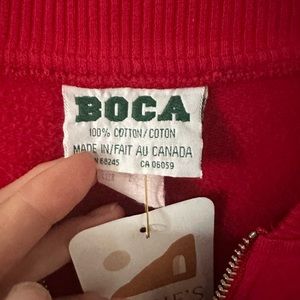 BOCA
100% COTTON/COTON
MADE IN/FAIT AU CANADA
68245 CA 06059